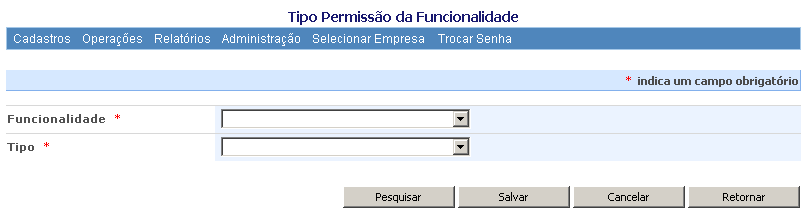 Tipo Permissão da Funcionalidade
Cadastros Operações Relatórios Administração Selecionar Empresa Trocar Senha
* indica um campo obrigatório
Funcionalidade *
Tipo *
Pesquisar Salvar Cancelar Retornar